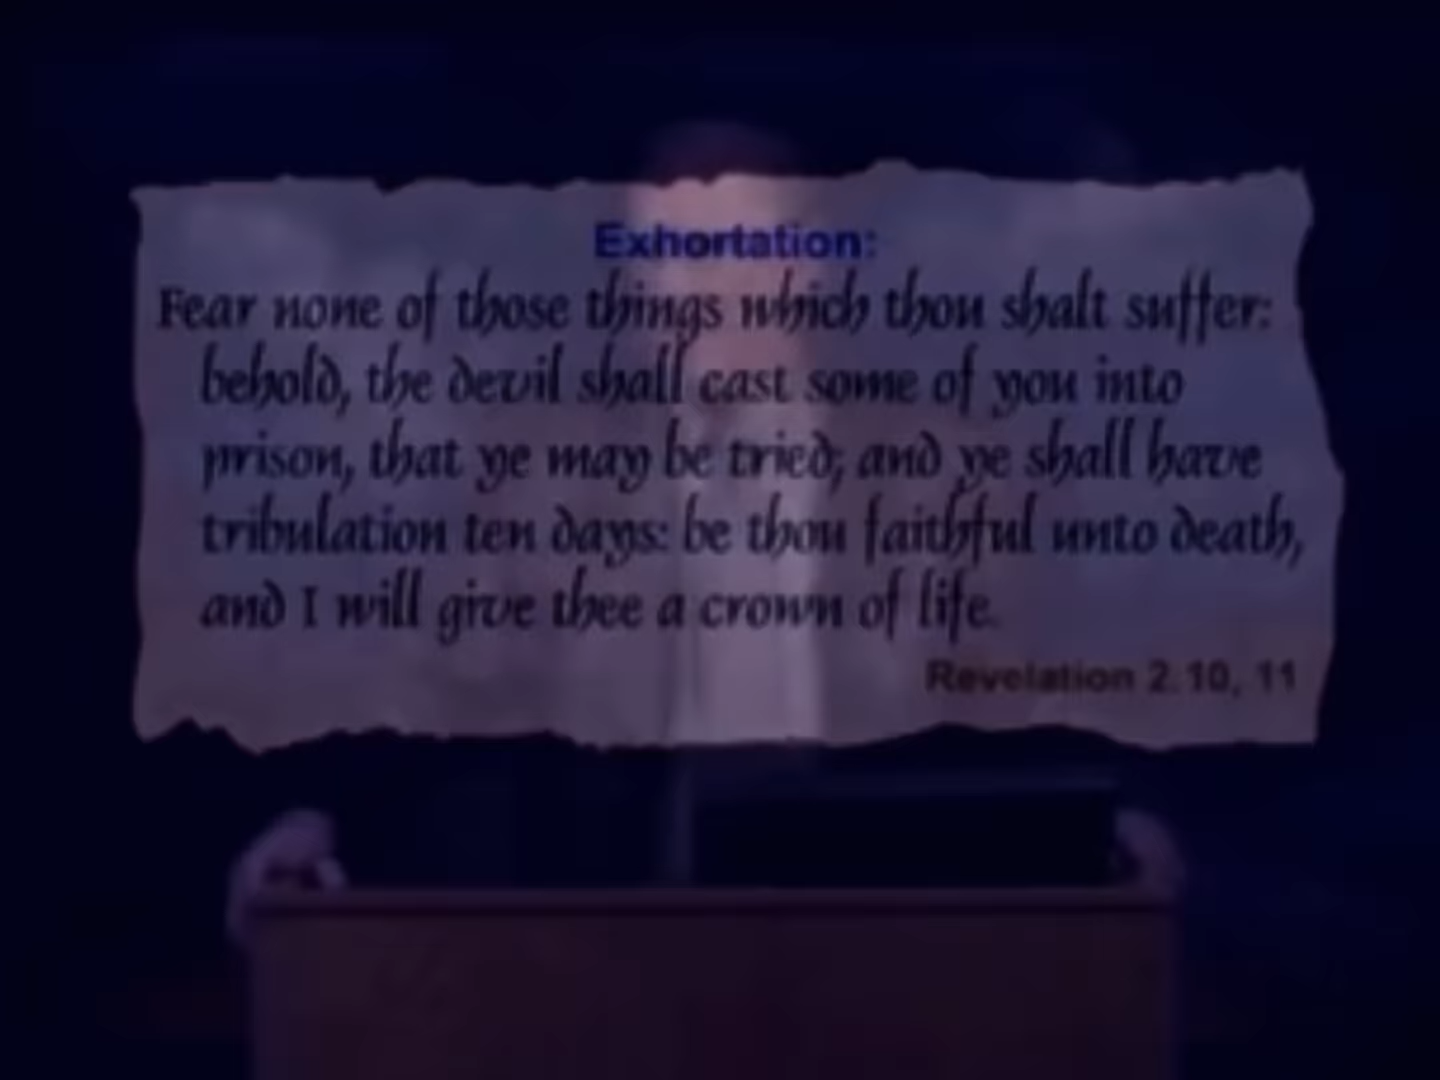 Exhortation:
Fear none of those things which thou shalt suffer:
behold, the devil shall cast some of you into
prison, that ye may be tried; and ye shall have
tribulation ten days: be thou faithful unto death,
and I will give thee a crown of life.
Revelation 2.10, 11